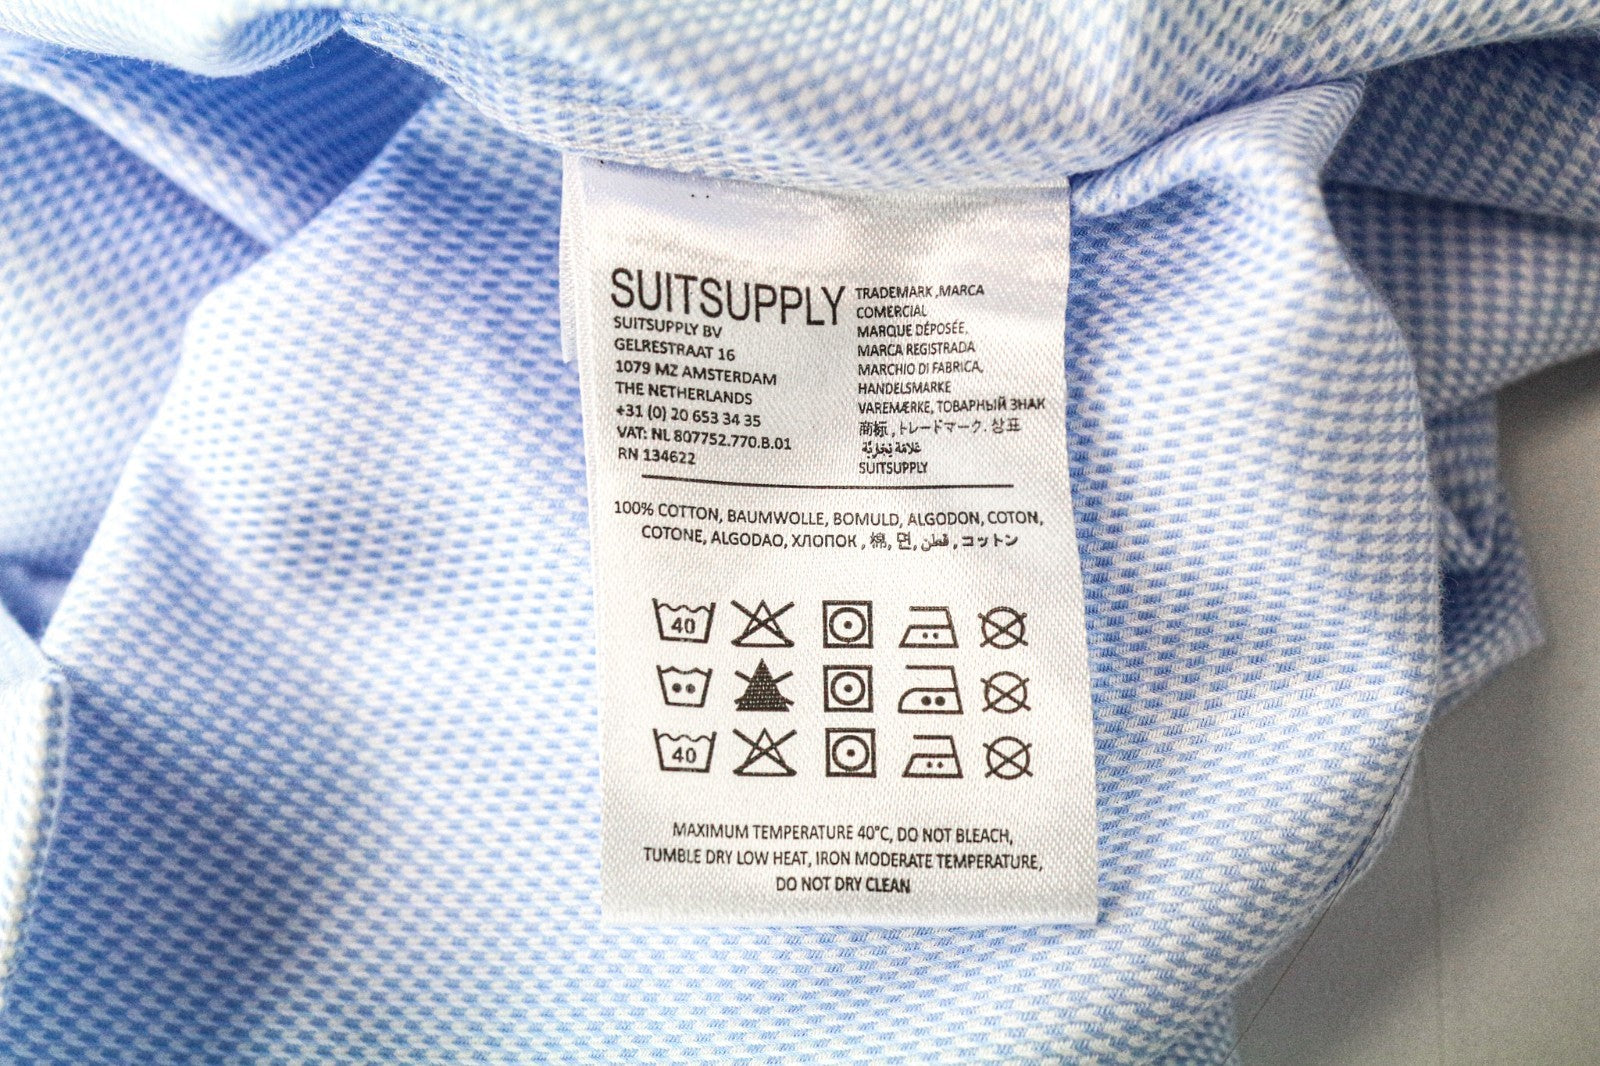 SUITSUPPLY
SUITSUPPLY BV
GELRESTRAAT 16
1079 MZ AMSTERDAM
THE NETHERLANDS
+31 (0) 20 653 34 35
VAT: NL 807752.770.B.01
RN 134622
TRADEMARK ,MARCA
COMERCIAL
MARQUE DÉPOSÉE,
MARCA REGISTRADA
MARCHIO DI FABRICA,
HANDELSMARKE
VAREMÆRKE, ТОВАРНЫЙ ЗНАК
商标 , トレードマーク. 상표
علامة تجارية
SUITSUPPLY
100% COTTON, BAUMWOLLE, BOMULD, ALGODON, COTON,
COTONE, ALGODAO, ХЛОПОК , 棉, 면, قطن , コットン
40
40
MAXIMUM TEMPERATURE 40°C, DO NOT BLEACH,
TUMBLE DRY LOW HEAT, IRON MODERATE TEMPERATURE,
DO NOT DRY CLEAN